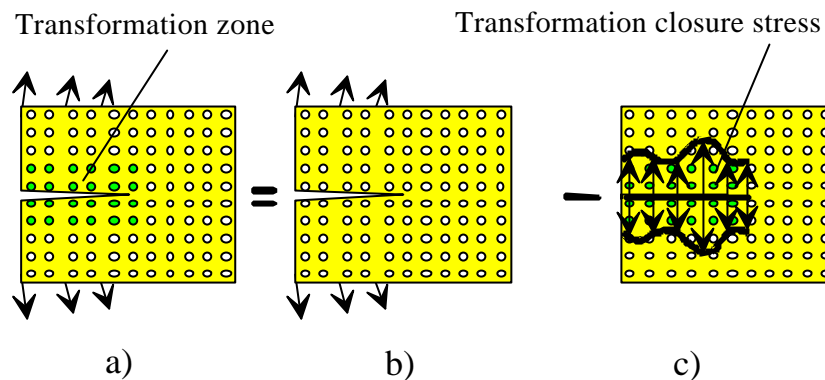 Transformation zone
Transformation closure stress
a)
b)
c)